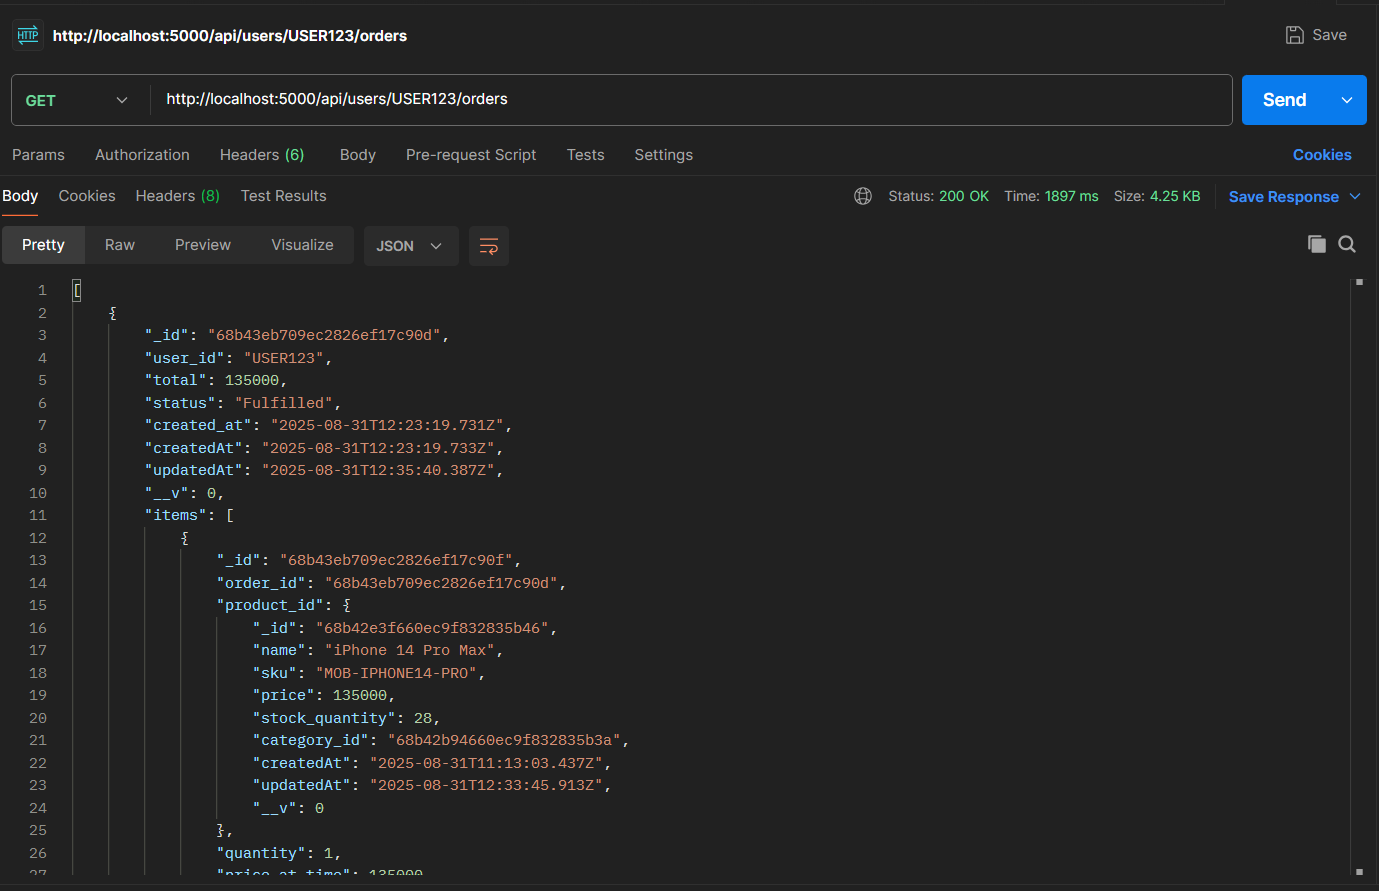 HTTP http://localhost:5000/api/users/USER123/orders Save
GET http://localhost:5000/api/users/USER123/orders Send
Params Authorization Headers (6) Body Pre-request Script Tests Settings Cookies
Body Cookies Headers (8) Test Results Status: 200 OK Time: 1897 ms Size: 4.25 KB Save Response
Pretty Raw Preview Visualize JSON
1 [
2 {
3 "_id": "68b43eb709ec2826ef17c90d",
4 "user_id": "USER123",
5 "total": 135000,
6 "status": "Fulfilled",
7 "created_at": "2025-08-31T12:23:19.731Z",
8 "createdAt": "2025-08-31T12:23:19.733Z",
9 "updatedAt": "2025-08-31T12:35:40.387Z",
10 "__v": 0,
11 "items": [
12 {
13 "_id": "68b43eb709ec2826ef17c90f",
14 "order_id": "68b43eb709ec2826ef17c90d",
15 "product_id": {
16 "_id": "68b42e3f660ec9f832835b46",
17 "name": "iPhone 14 Pro Max",
18 "sku": "MOB-IPHONE14-PRO",
19 "price": 135000,
20 "stock_quantity": 28,
21 "category_id": "68b42b94660ec9f832835b3a",
22 "createdAt": "2025-08-31T11:13:03.437Z",
23 "updatedAt": "2025-08-31T12:33:45.913Z",
24 "__v": 0
25 },
26 "quantity": 1,
27 "price_at_time": 135000